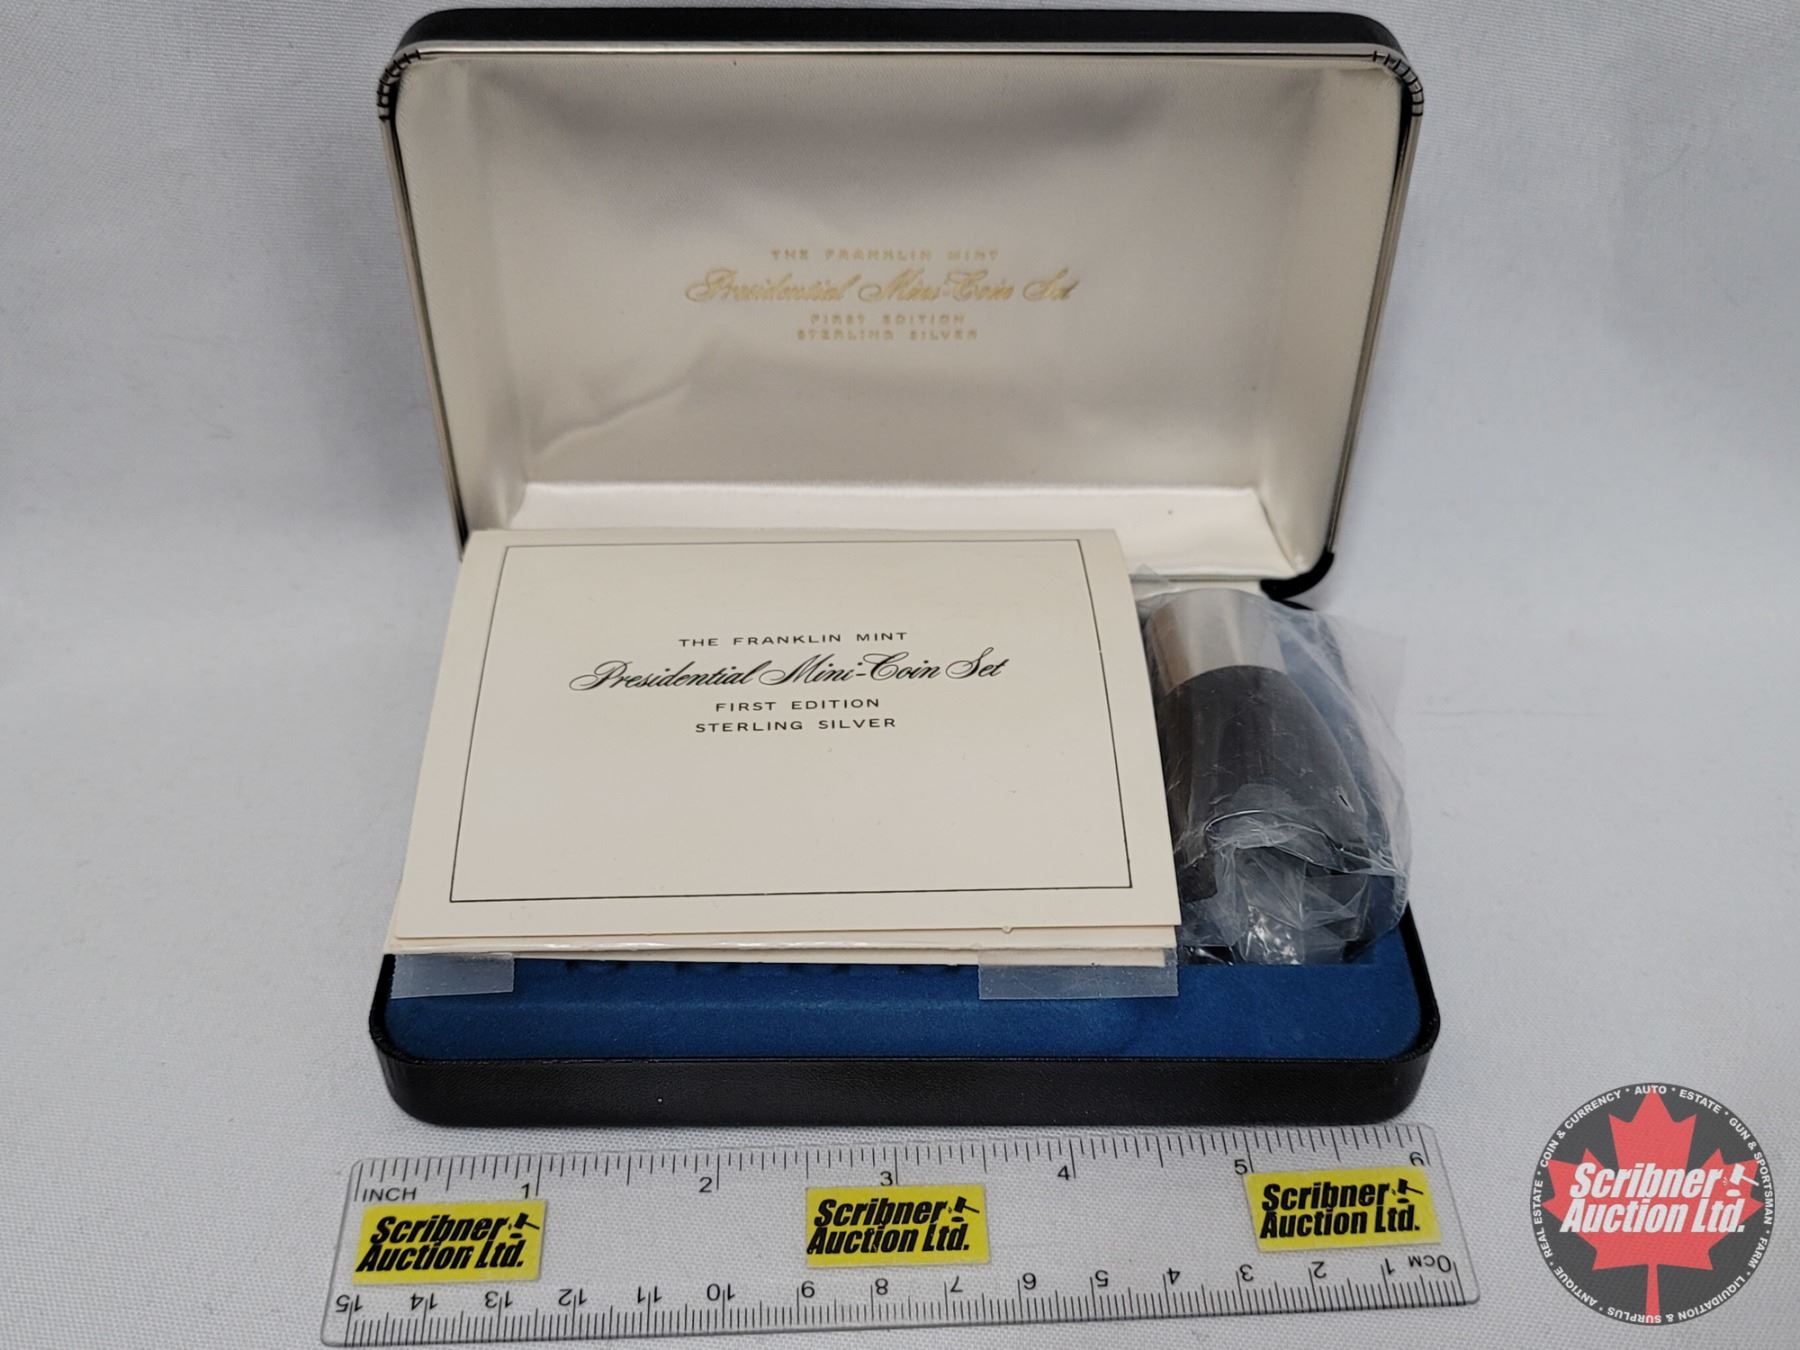 THE FRANKLIN MINT
Presidential Mini-Coin Set
FIRST EDITION
STERLING SILVER
THE FRANKLIN MINT
Presidential Mini-Coin Set
FIRST EDITION
STERLING SILVER
INCH 1 2 3 4 5 6
Scribner
Auction Ltd.
Scribner
Auction Ltd.
Scribner
Auction Ltd.
15 14 13 12 11 10 9 8 7 6 5 4 3 2 1 0CM
COIN & CURRENCY * AUTO * ESTATE * GUN & SPORTSMAN * FARM * LIQUIDATION & SURPLUS * ANTIQUE * REAL ESTATE *
Scribner
Auction Ltd.